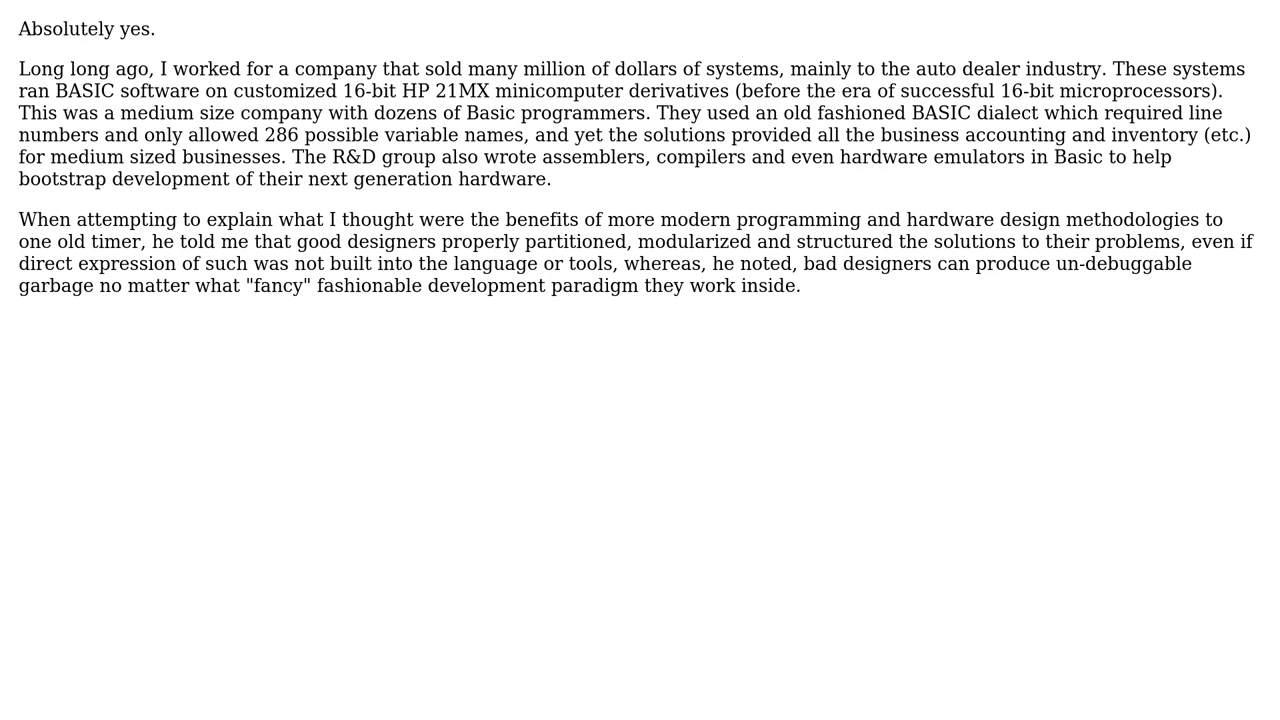 Absolutely yes.
Long long ago, I worked for a company that sold many million of dollars of systems, mainly to the auto dealer industry. These systems
ran BASIC software on customized 16-bit HP 21MX minicomputer derivatives (before the era of successful 16-bit microprocessors).
This was a medium size company with dozens of Basic programmers. They used an old fashioned BASIC dialect which required line
numbers and only allowed 286 possible variable names, and yet the solutions provided all the business accounting and inventory (etc.)
for medium sized businesses. The R&D group also wrote assemblers, compilers and even hardware emulators in Basic to help
bootstrap development of their next generation hardware.
When attempting to explain what I thought were the benefits of more modern programming and hardware design methodologies to
one old timer, he told me that good designers properly partitioned, modularized and structured the solutions to their problems, even if
direct expression of such was not built into the language or tools, whereas, he noted, bad designers can produce un-debuggable
garbage no matter what "fancy" fashionable development paradigm they work inside.